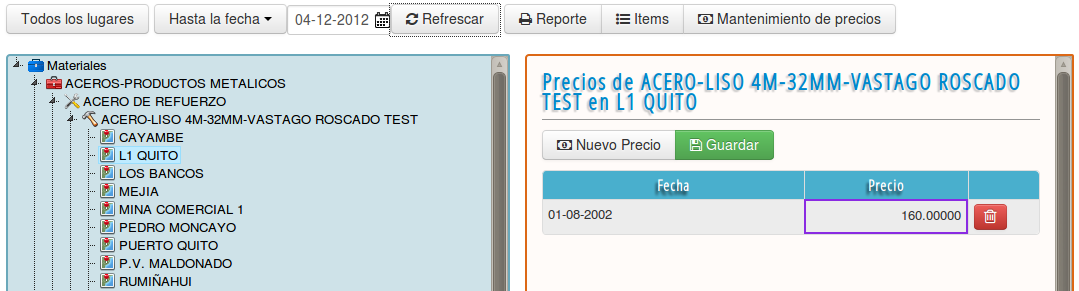 Todos los lugares Hasta la fecha 04-12-2012 Refrescar Reporte Items Mantenimiento de precios
Materiales
ACEROS-PRODUCTOS METALICOS
ACERO DE REFUERZO
ACERO-LISO 4M-32MM-VASTAGO ROSCADO TEST
CAYAMBE
L1 QUITO
LOS BANCOS
MEJIA
MINA COMERCIAL 1
PEDRO MONCAYO
PUERTO QUITO
P.V. MALDONADO
RUMIÑAHUI
Precios de ACERO-LISO 4M-32MM-VASTAGO ROSCADO
TEST en L1 QUITO
Nuevo Precio Guardar
Fecha Precio
01-08-2002 160.00000